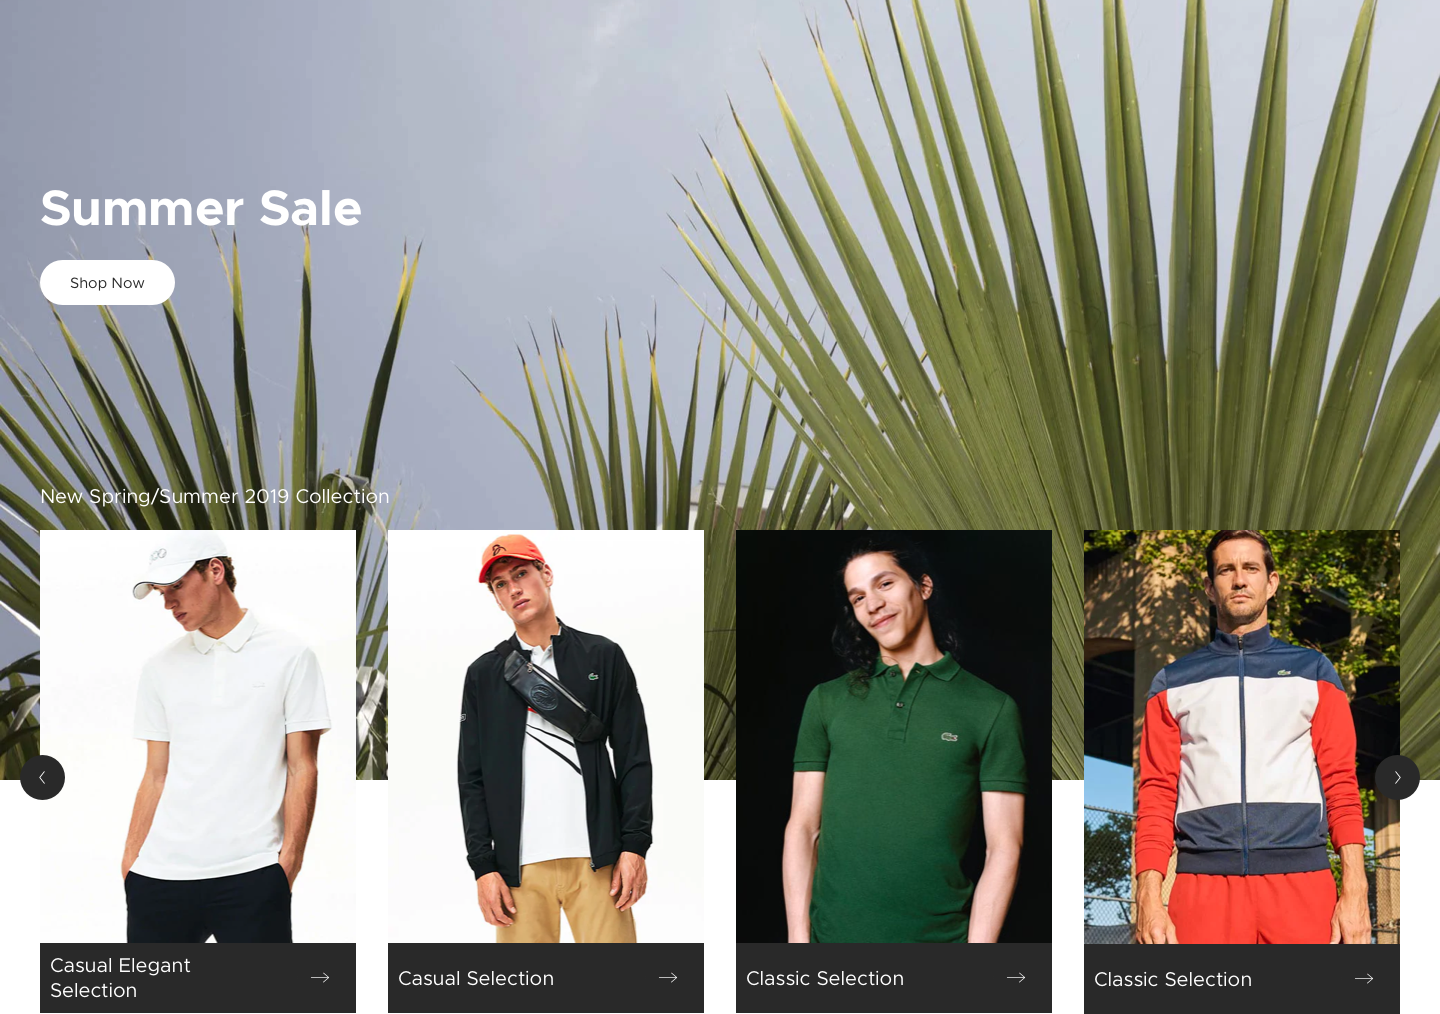 Summer Sale
Shop Now
New Spring/Summer 2019 Collection
Casual Elegant
Selection
Casual Selection
Classic Selection
Classic Selection